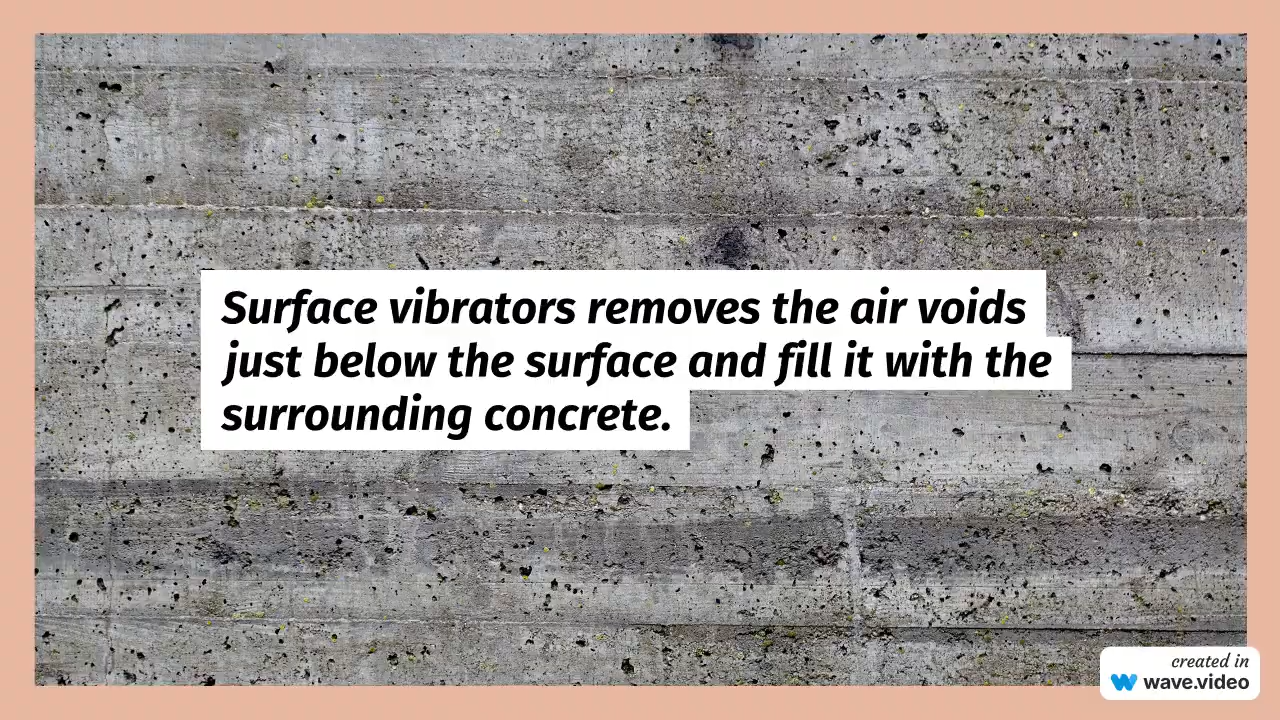 Surface vibrators removes the air voids
just below the surface and fill it with the
surrounding concrete.
created in
wave.video